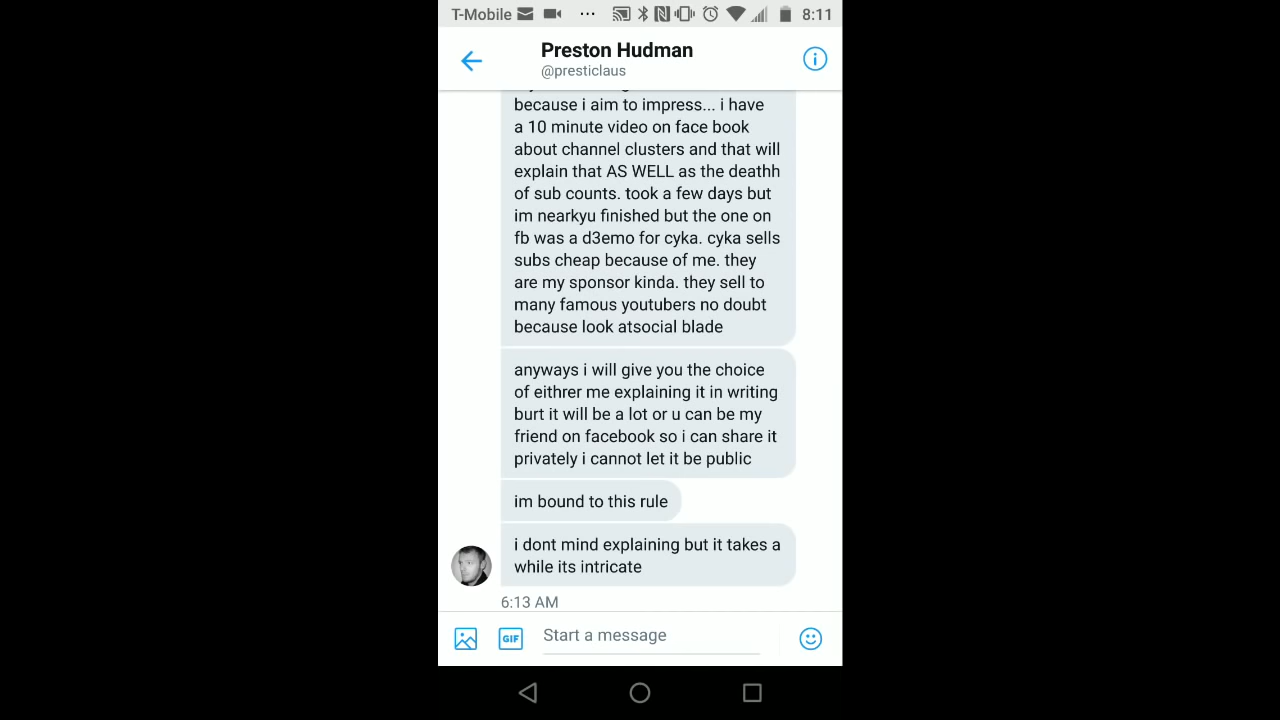 T-Mobile 8:11
Preston Hudman
@presticlaus
because i aim to impress... i have
a 10 minute video on face book
about channel clusters and that will
explain that AS WELL as the deathh
of sub counts. took a few days but
im nearkyu finished but the one on
fb was a d3emo for cyka. cyka sells
subs cheap because of me. they
are my sponsor kinda. they sell to
many famous youtubers no doubt
because look atsocial blade
anyways i will give you the choice
of eithrer me explaining it in writing
burt it will be a lot or u can be my
friend on facebook so i can share it
privately i cannot let it be public
im bound to this rule
i dont mind explaining but it takes a
while its intricate
6:13 AM
GIF Start a message